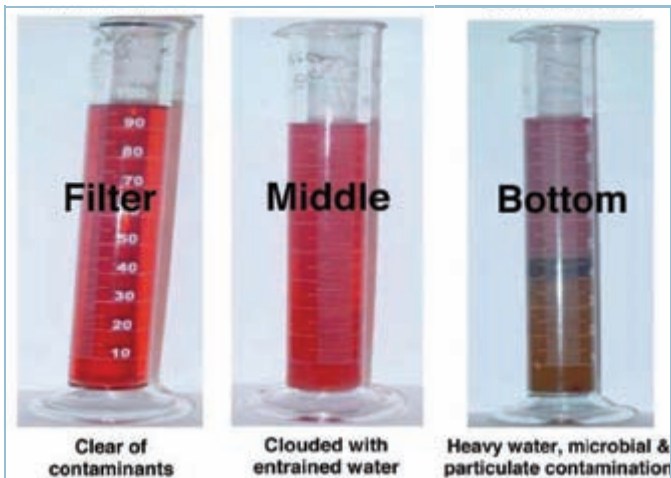 Filter
Middle
Bottom
90
80
70
50
40
30
20
10
Clear of
contaminants
Clouded with
entrained water
Heavy water, microbial &
particulate contamination